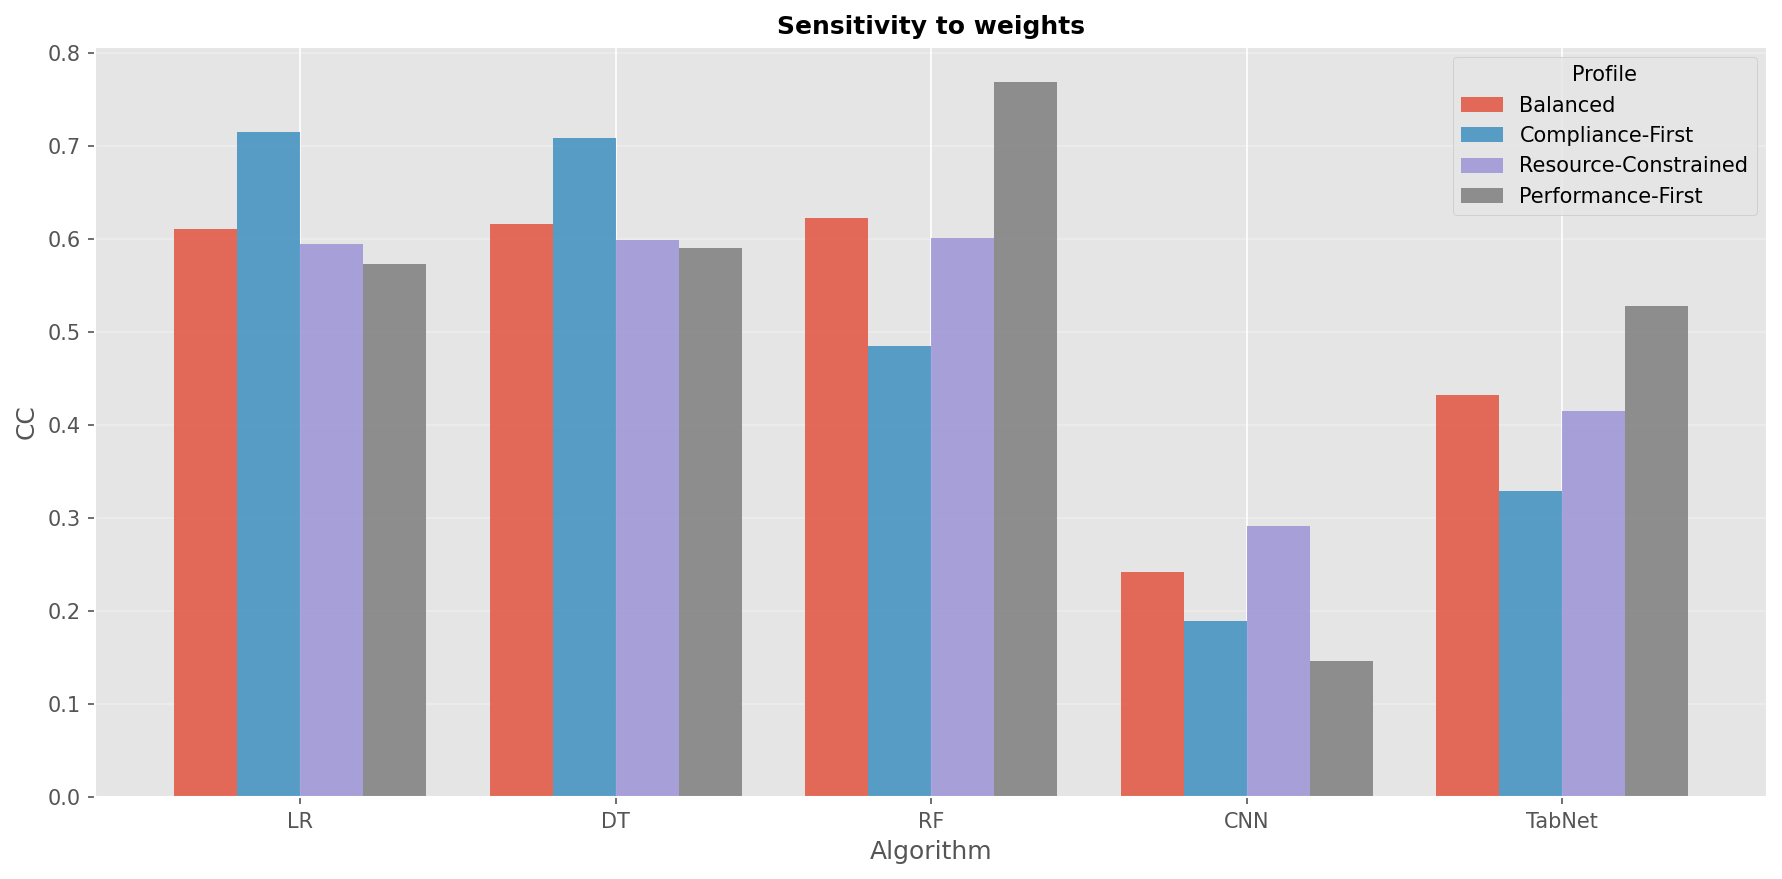 Sensitivity to weights
Profile
Balanced
Compliance-First
Resource-Constrained
Performance-First
CC
0.8
0.7
0.6
0.5
0.4
0.3
0.2
0.1
0.0
LR DT RF CNN TabNet
Algorithm